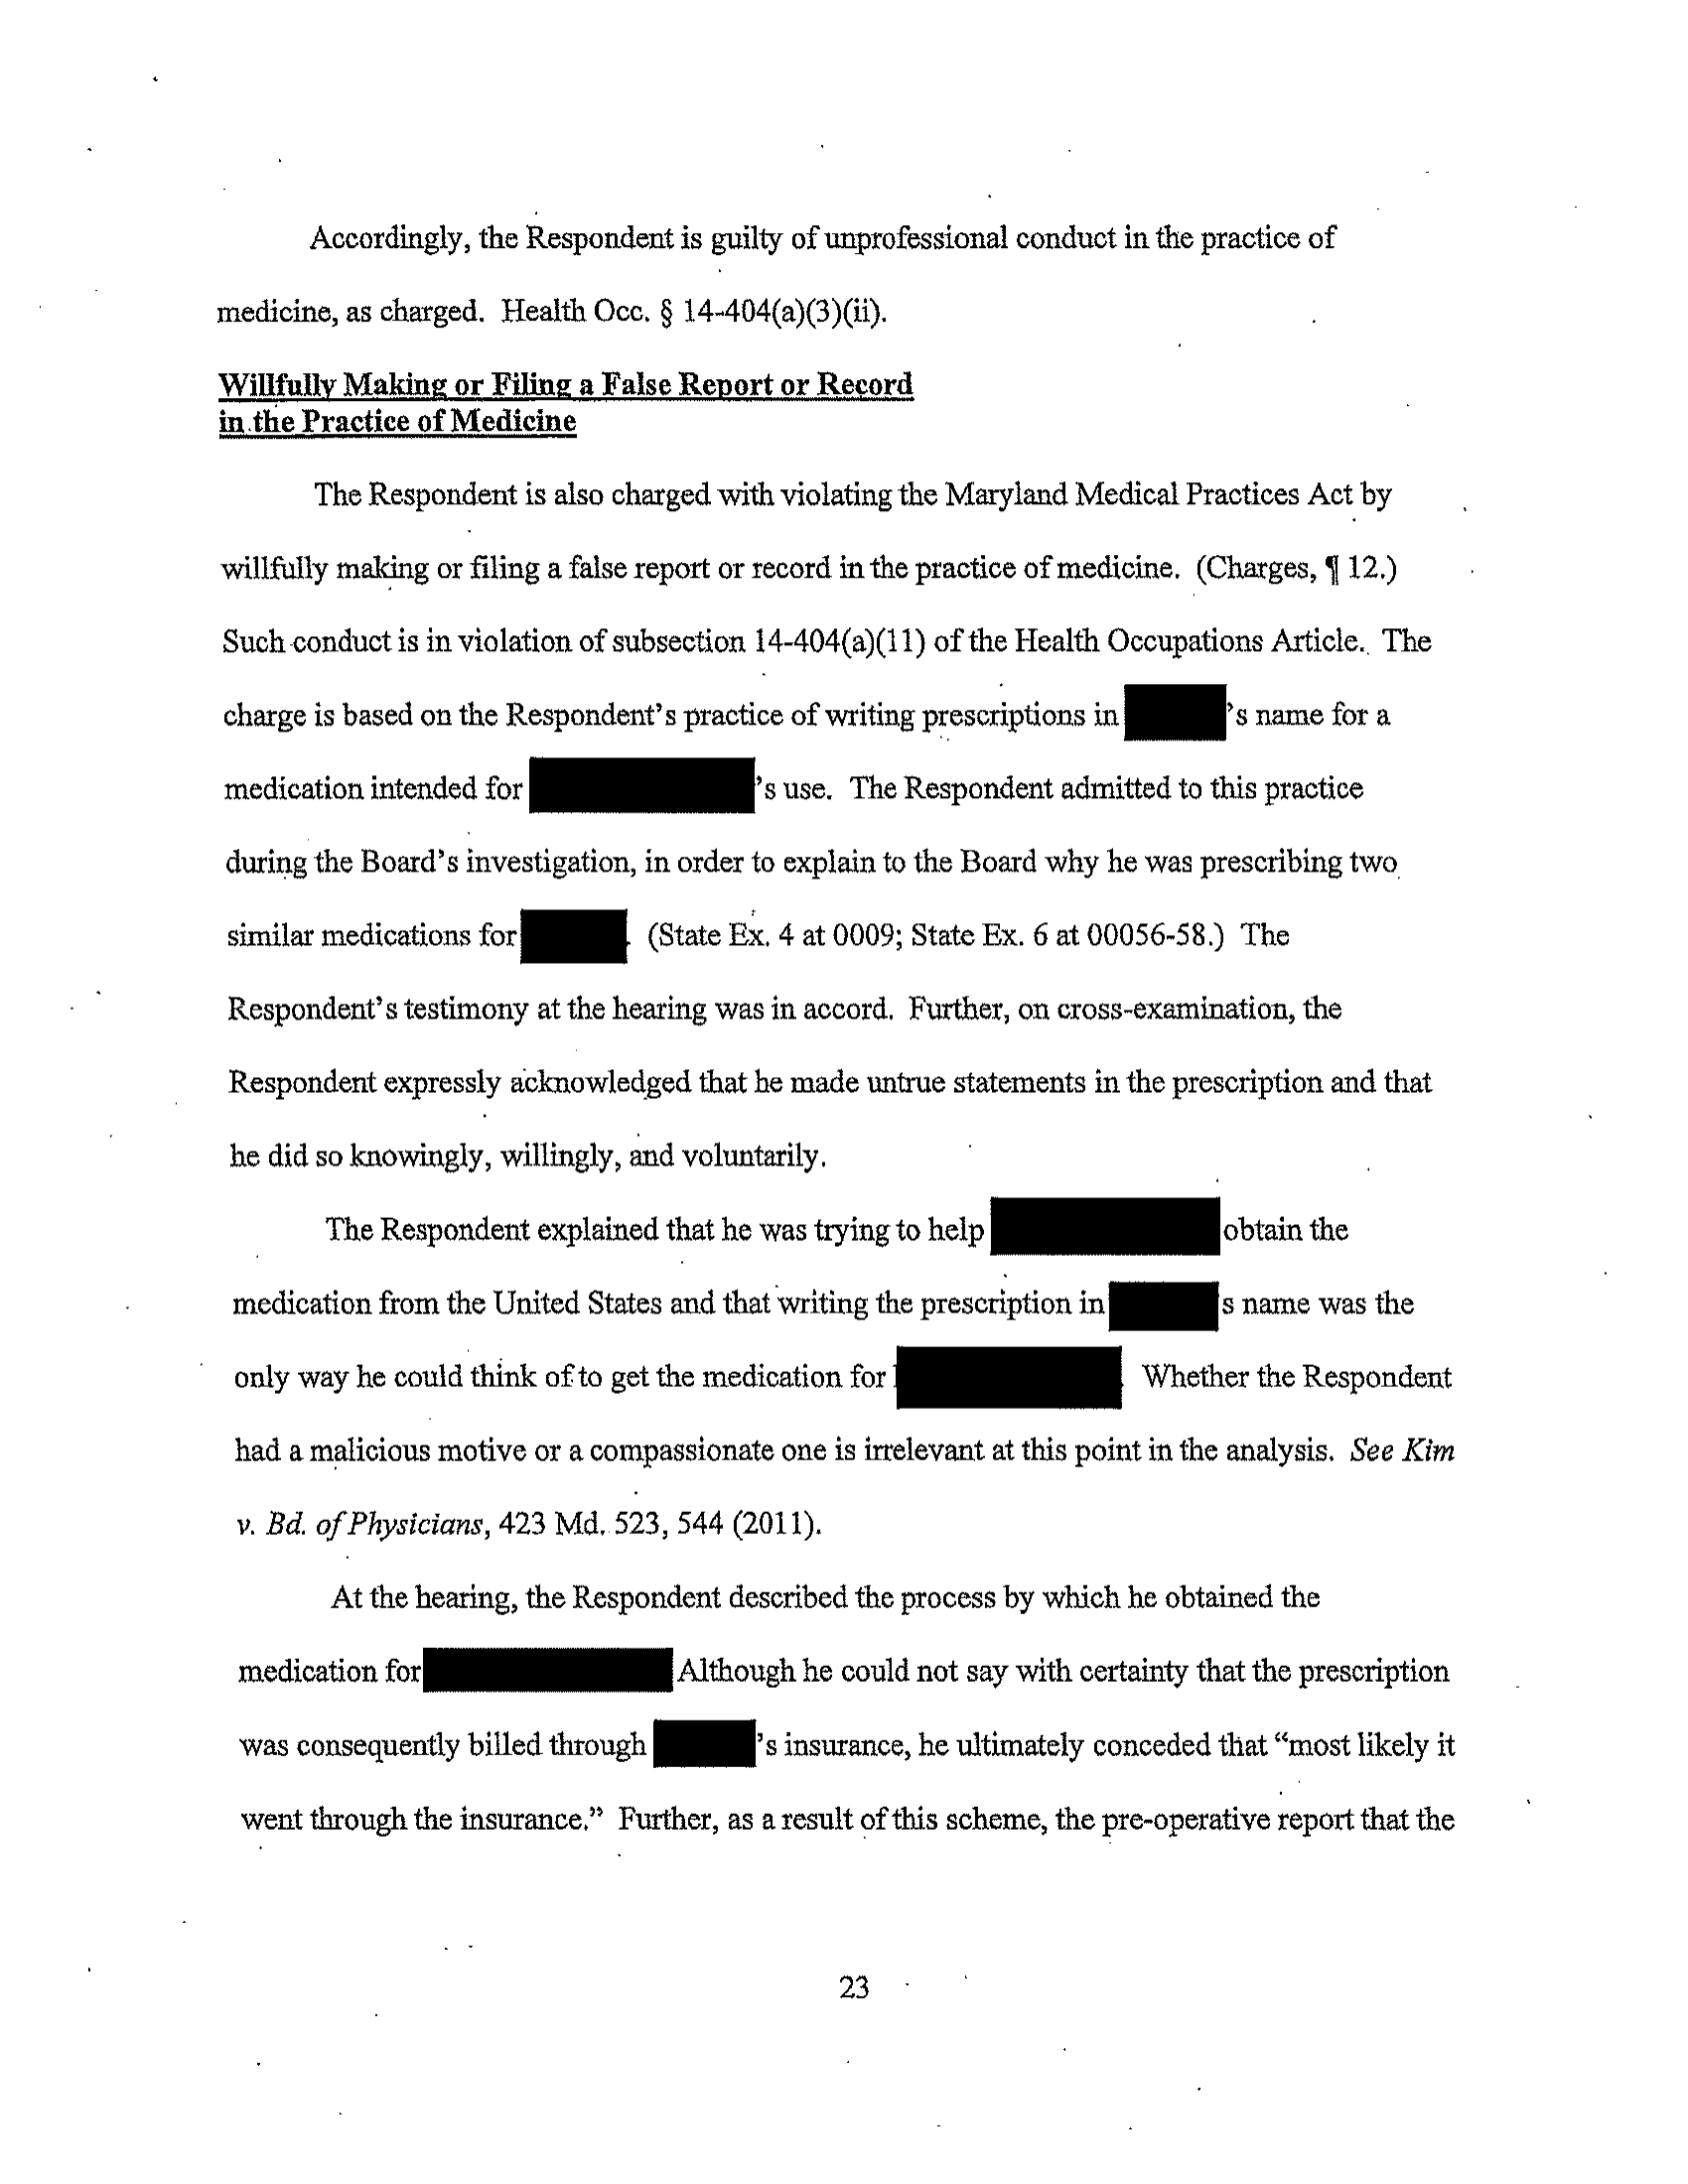 Accordingly, the Respondent is guilty of unprofessional conduct in the practice of
medicine, as charged. Health Occ. § 14-404(a)(3)(ii).
Willfully Making or Filing a False Report or Record
in the Practice of Medicine
The Respondent is also charged with violating the Maryland Medical Practices Act by
willfully making or filing a false report or record in the practice of medicine. (Charges, ¶ 12.)
Such conduct is in violation of subsection 14-404(a)(11) of the Health Occupations Article. The
charge is based on the Respondent's practice of writing prescriptions in 's name for a
medication intended for 's use. The Respondent admitted to this practice
during the Board's investigation, in order to explain to the Board why he was prescribing two
similar medications for . (State Ex. 4 at 0009; State Ex. 6 at 00056-58.) The
Respondent's testimony at the hearing was in accord. Further, on cross-examination, the
Respondent expressly acknowledged that he made untrue statements in the prescription and that
he did so knowingly, willingly, and voluntarily.
The Respondent explained that he was trying to help obtain the
medication from the United States and that writing the prescription in 's name was the
only way he could think of to get the medication for . Whether the Respondent
had a malicious motive or a compassionate one is irrelevant at this point in the analysis. See Kim
v. Bd. of Physicians, 423 Md. 523, 544 (2011).
At the hearing, the Respondent described the process by which he obtained the
medication for Although he could not say with certainty that the prescription
was consequently billed through 's insurance, he ultimately conceded that “most likely it
went through the insurance.” Further, as a result of this scheme, the pre-operative report that the
23